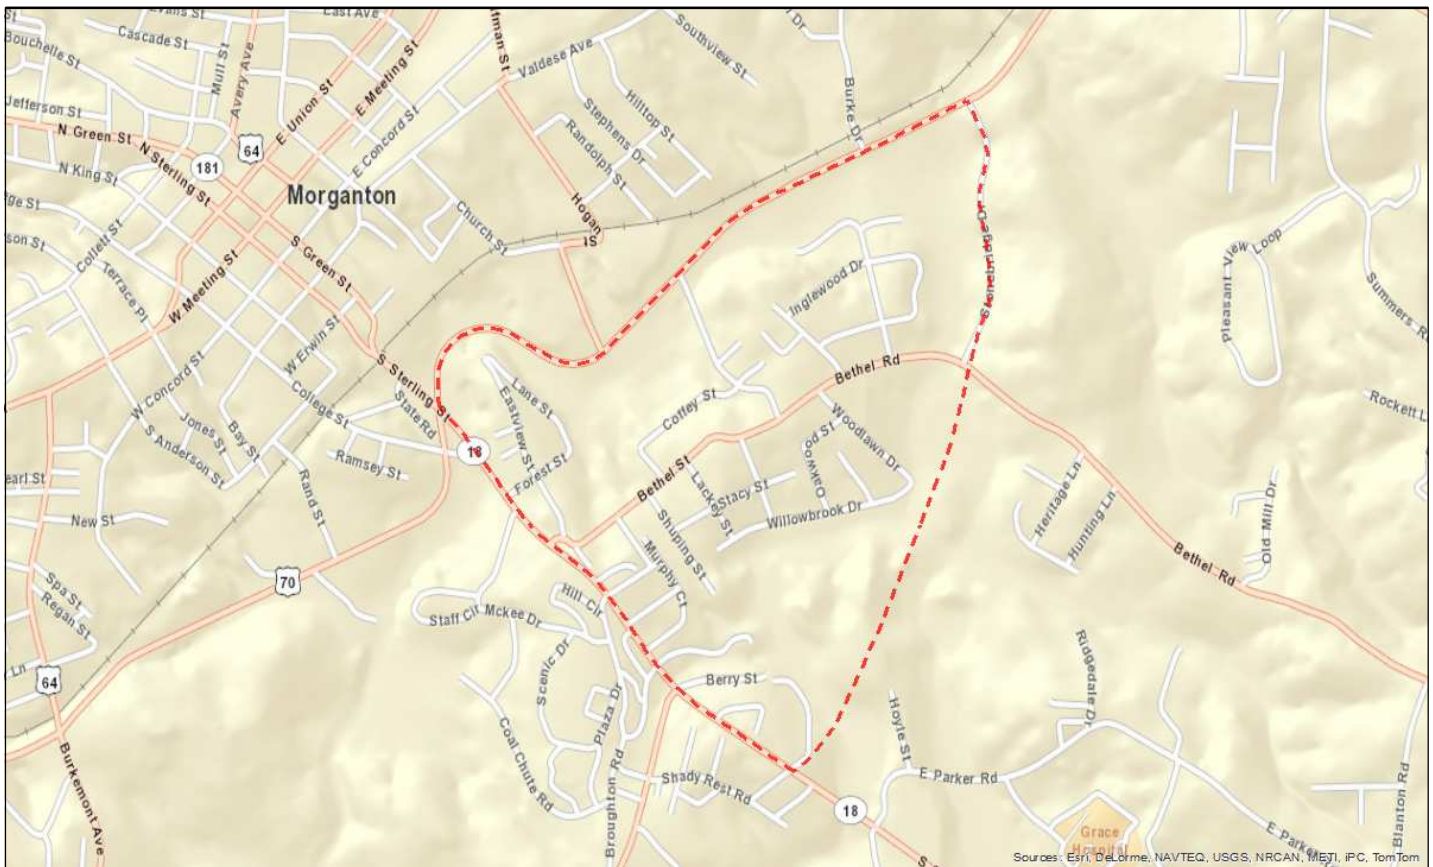 Evans St
East Ave
Cascade St
Bouchelle St
Mull St
Avery Ave
Jefferson St
N Green St
N Sterling St
N King St
181
64
E Union St
E Meeting St
E Concord St
Morganton
Collett St
Terrace Pl
W Meeting St
S Green St
Church St
Valdese Ave
Southview St
Hilltop St
Stephens Dr
Randolph St
Hogan
St
Burke Dr
Stonebridge Dr
Inglewood Dr
Pleasant View Loop
W Erwin St
W Concord St
College St
S Sterling St
State Rd
Jones St
Bay St
S Anderson St
Ramsey St
Rand St
New St
Spa St
Regan St
Ln
64
70
18
Lane St
Eastview St
Forest St
Coffey St
Bethel St
Bethel Rd
Woodlawn Dr
Oakwood St
Stacy St
Lackey St
Willowbrook Dr
Shuping St
Murphy Ct
Hill Cir
Staff Cir
Mckee Dr
Scenic Dr
Plaza Dr
Coal Chute Rd
Broughton Rd
Berry St
Shady Rest Rd
Burkemont Ave
Heritage Ln
Hunting Ln
Old Mill Dr
Bethel Rd
Ridgedale Dr
Hoyle St
E Parker Rd
18
Grace
Hospital
E Parker
Blanton Rd
Sources: Esri, DeLorme, NAVTEQ, USGS, NRCAN, METI, iPC, TomTom